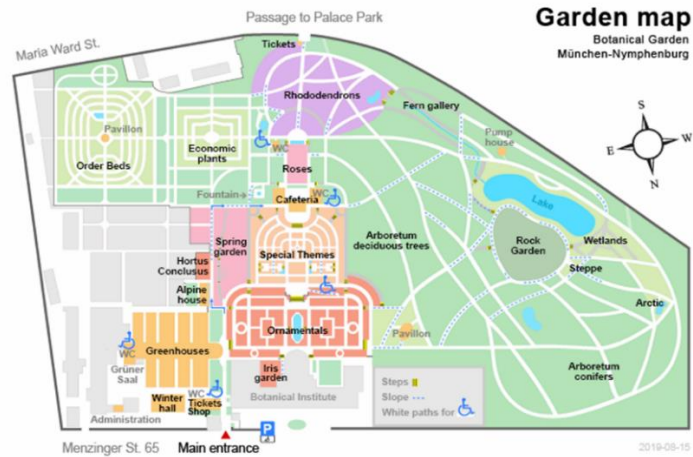 Garden map
Botanical Garden
München-Nymphenburg
Passage to Palace Park
Maria Ward St.
Tickets
Rhododendrons
Fern gallery
Pump
house
S
E
W
N
Pavillon
Order Beds
Economic
plants
WC
Roses
Fountain
Cafeteria
WC
Lake
Spring
garden
Special Themes
Arboretum
deciduous trees
Rock
Garden
Wetlands
Steppe
Hortus
Conclusus
Alpine
house
Arctic
Ornamentals
Pavillon
WC
Greenhouses
Grüner
Saal
Iris
garden
Arboretum
conifers
Winter
hall
WC
Tickets
Shop
Botanical Institute
Steps
Slope
White paths for
Administration
P
Menzinger St. 65
Main entrance
2019-08-15